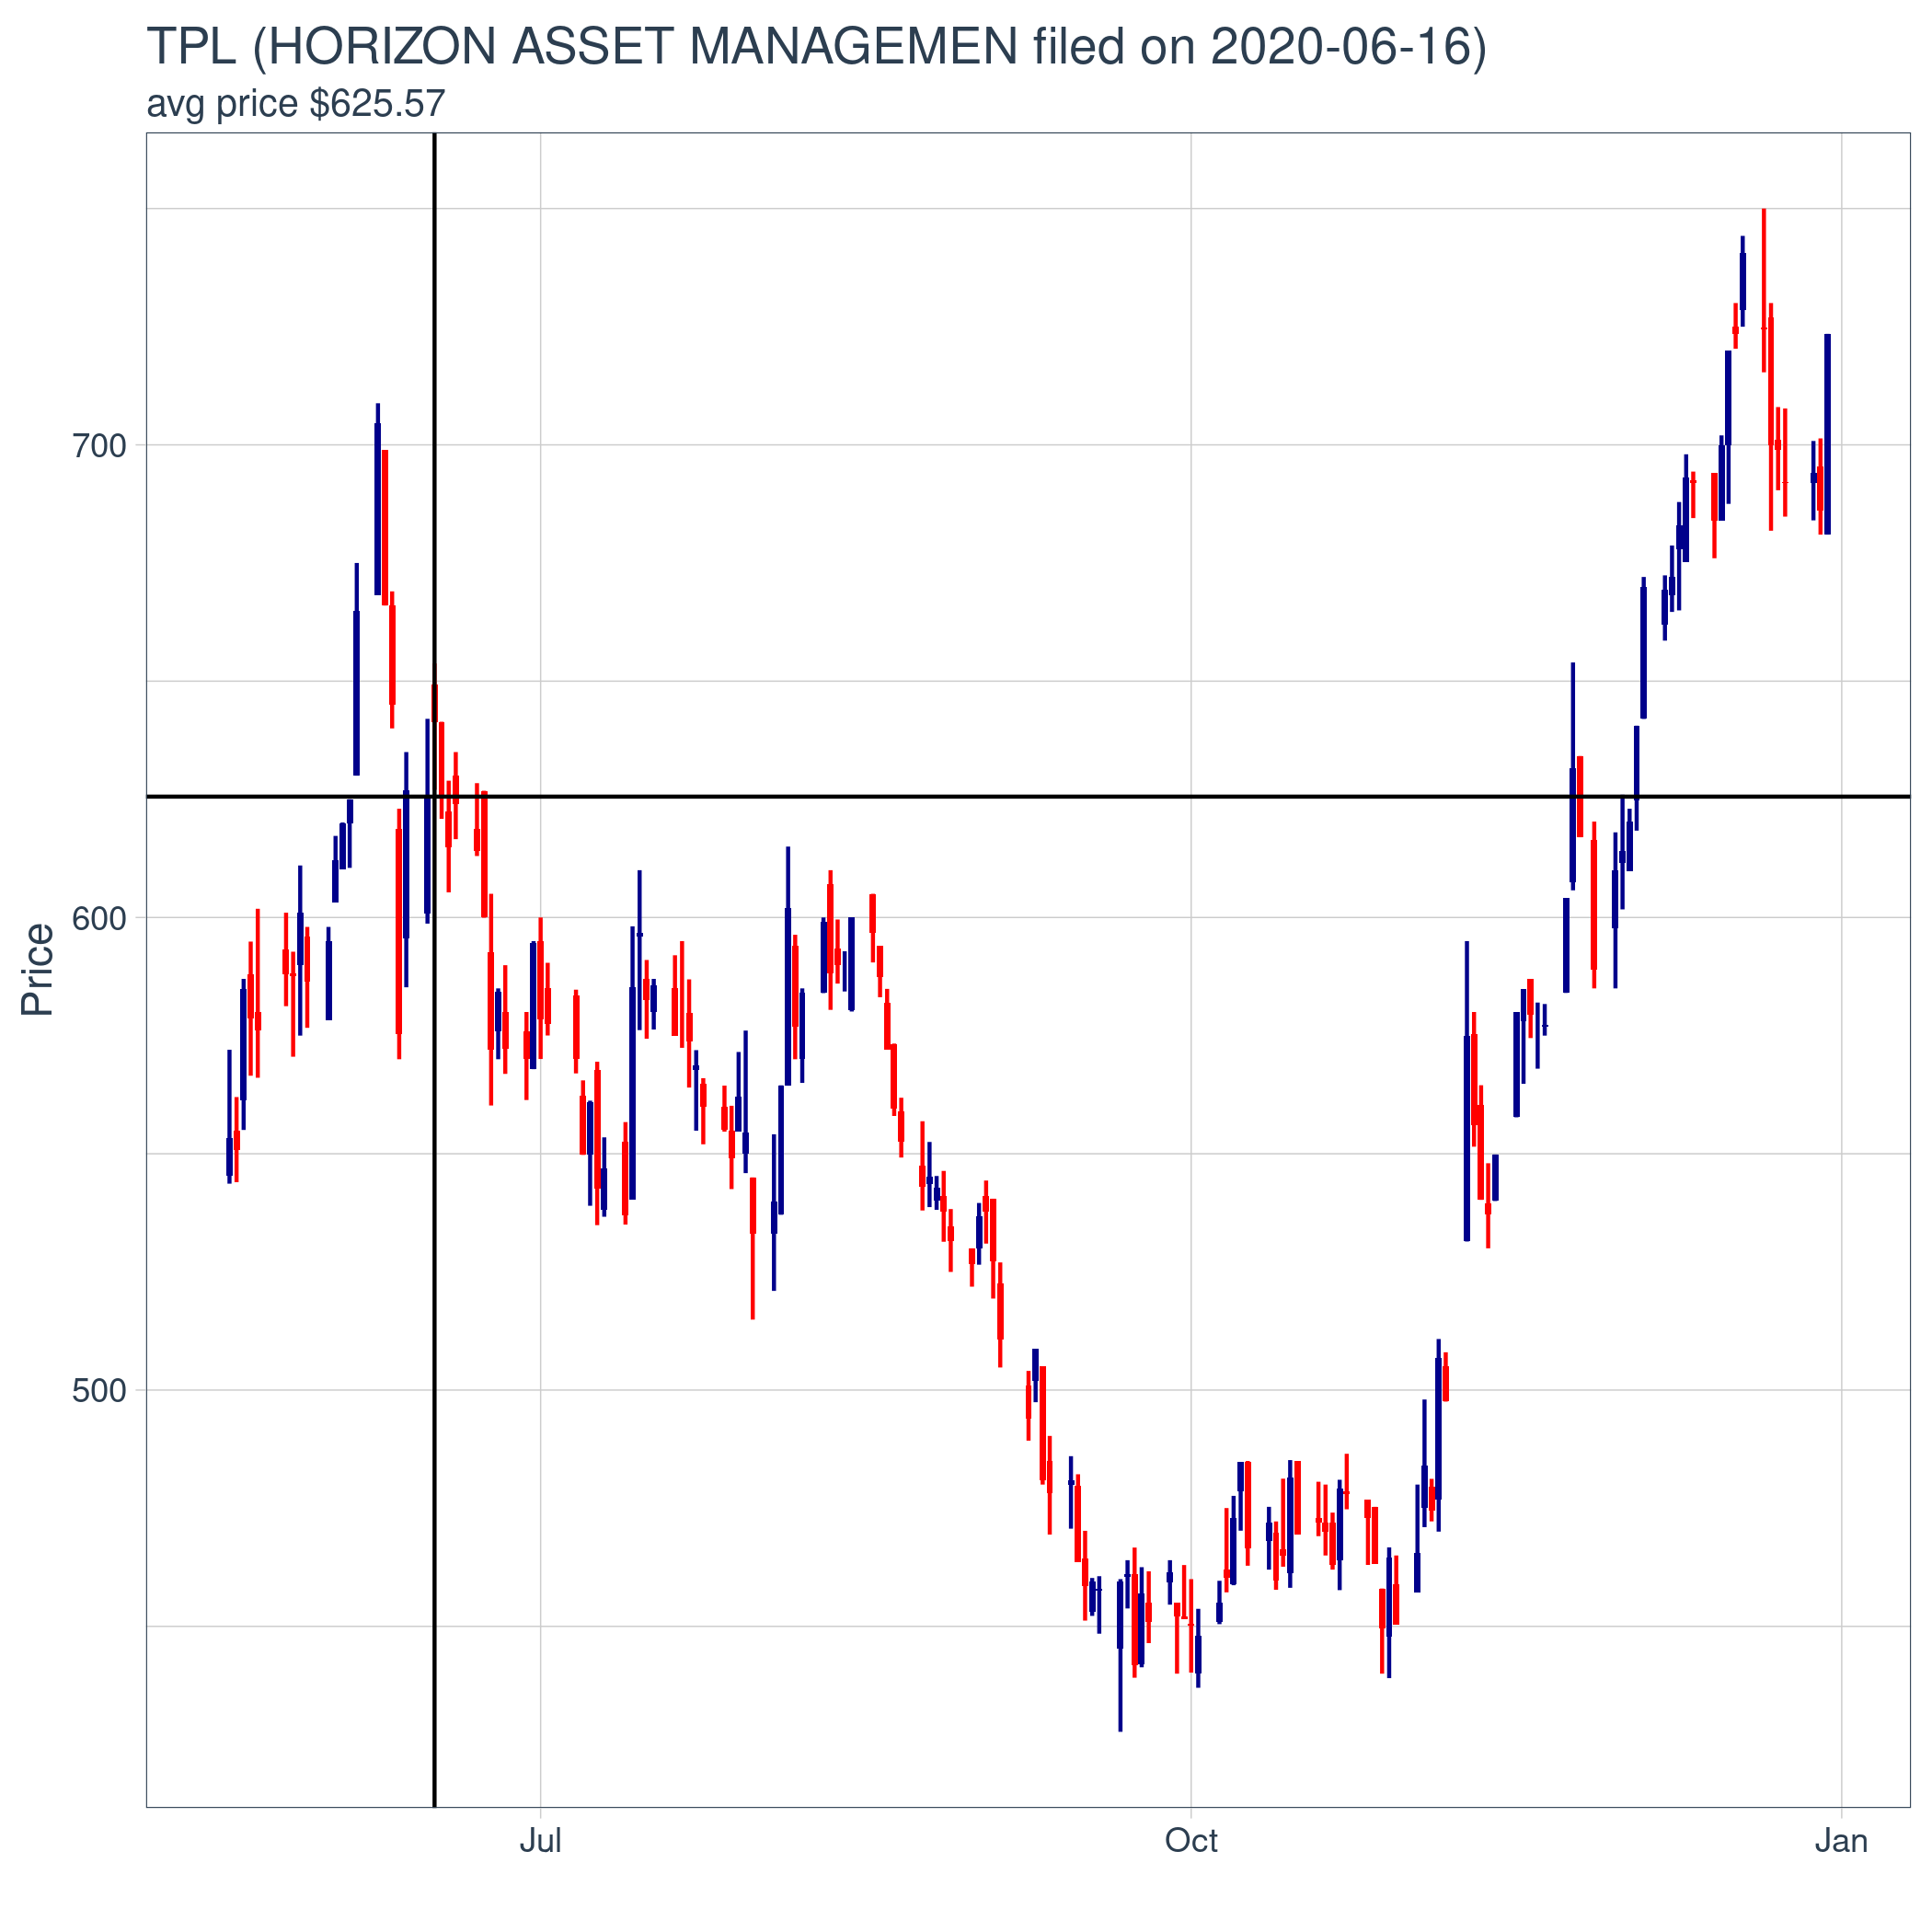 TPL (HORIZON ASSET MANAGEMEN filed on 2020-06-16)
avg price $625.57
Price
700
600
500
Jul
Oct
Jan